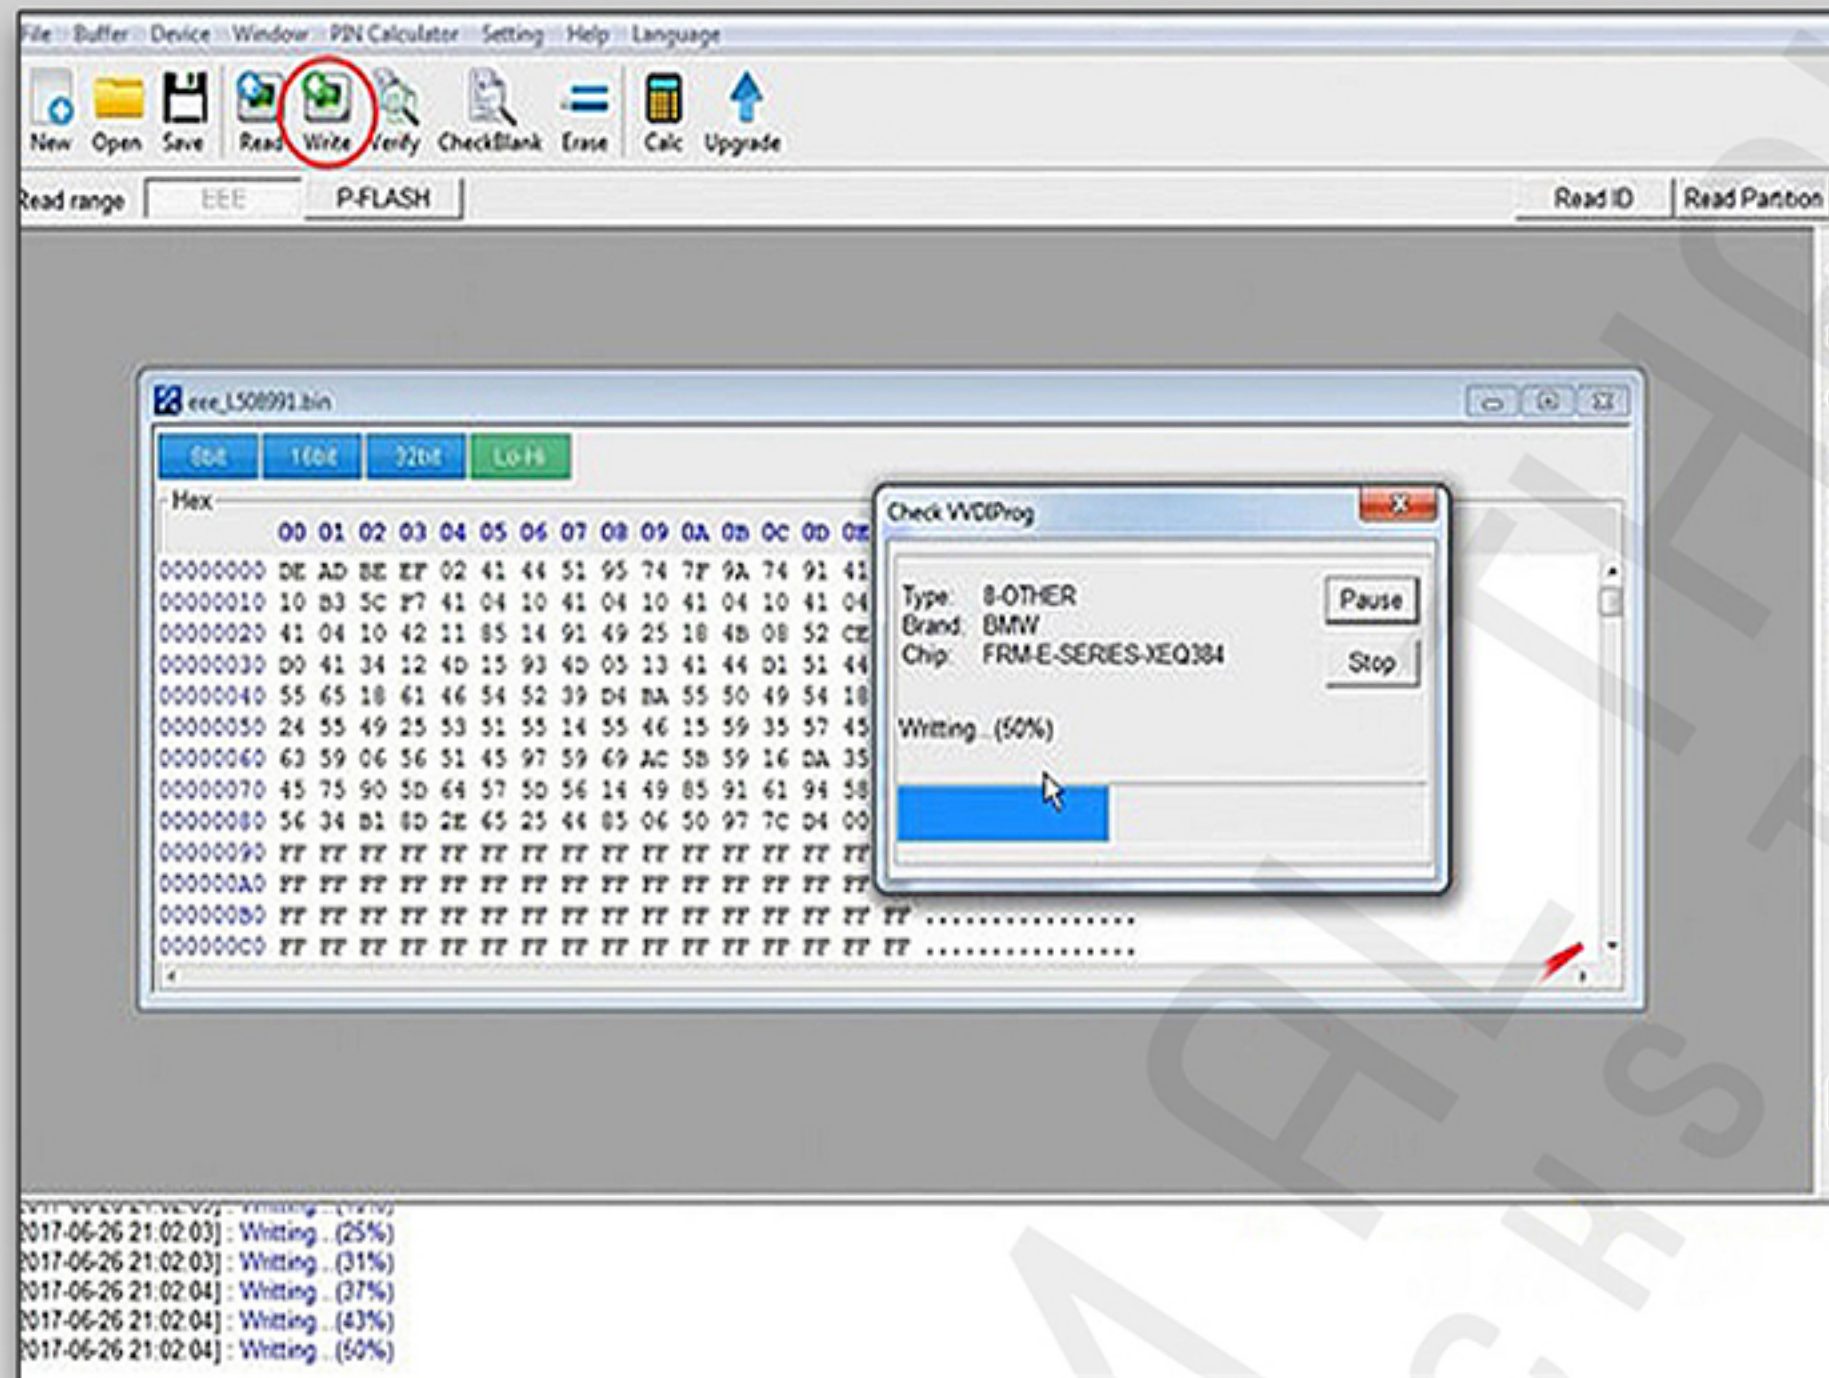 File Buffer Device Window PIN Calculator Setting Help Language
New Open Save Read Write Verify CheckBlank Erase Calc Upgrade
Read range EEE P-FLASH Read ID Read Partition
eee_L508991.bin
8bit 16bit 32bit Lo-Hi
Hex
00 01 02 03 04 05 06 07 08 09 0A 0B 0C 0D 0E
00000000 DE AD BE EF 02 41 44 51 95 74 7F 9A 74 91 41
00000010 10 B3 5C F7 41 04 10 41 04 10 41 04 10 41 04
00000020 41 04 10 42 11 85 14 91 49 25 18 4B 08 52 CE
00000030 D0 41 34 12 4D 15 93 4D 05 13 41 44 D1 51 44
00000040 55 65 18 61 46 54 52 39 D4 BA 55 50 49 54 18
00000050 24 55 49 25 53 51 55 14 55 46 15 59 35 57 45
00000060 63 59 06 56 51 45 97 59 69 AC 5B 59 16 DA 35
00000070 45 75 90 5D 64 57 5D 56 14 49 85 91 61 94 58
00000080 56 34 B1 8D 2E 65 25 44 85 06 50 97 7C D4 00
00000090 FF FF FF FF FF FF FF FF FF FF FF FF FF FF FF
000000A0 FF FF FF FF FF FF FF FF FF FF FF FF FF FF FF
000000B0 FF FF FF FF FF FF FF FF FF FF FF FF FF FF FF FF ................
000000C0 FF FF FF FF FF FF FF FF FF FF FF FF FF FF FF FF ................
Check VVDIProg
Type: 8-OTHER
Brand: BMW
Chip: FRM-E-SERIES-XEQ384
Pause
Stop
Writting...(50%)
2017-06-26 21:02:03] : Writting...(25%)
2017-06-26 21:02:03] : Writting...(31%)
2017-06-26 21:02:04] : Writting...(37%)
2017-06-26 21:02:04] : Writting...(43%)
2017-06-26 21:02:04] : Writting...(50%)